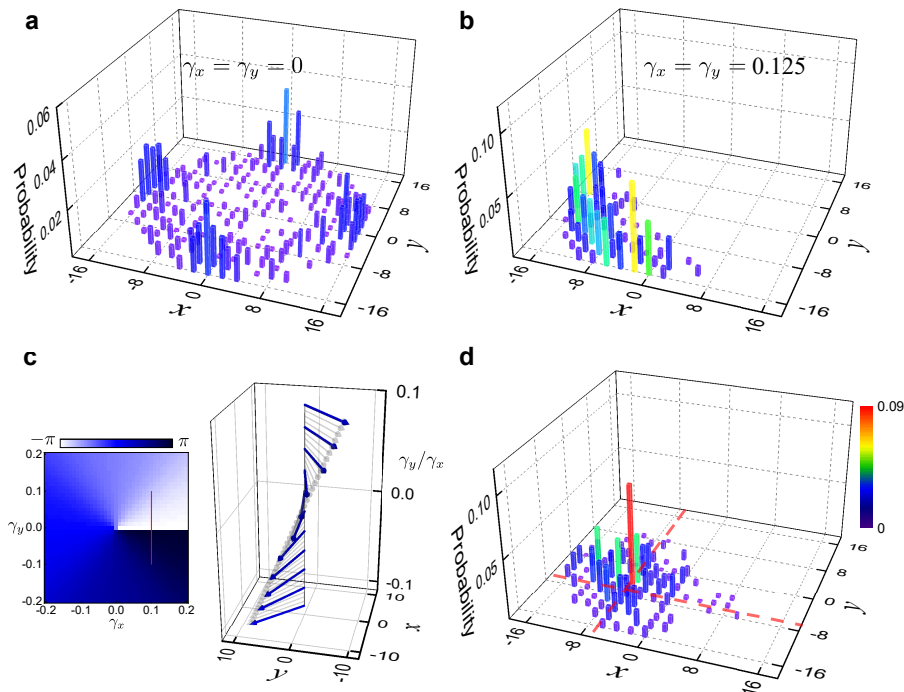 a
γx = γy = 0
0.06
0.04
0.02
Probability
-16
-8
0
8
16
x
16
8
0
-8
-16
y
b
γx = γy = 0.125
0.10
0.05
Probability
-16
-8
0
8
16
x
16
8
0
-8
-16
y
c
−π
π
0.2
0.1
0.0
-0.1
-0.2
γy
-0.2
-0.1
0.0
0.1
0.2
γx
0.1
γy/γx
0.0
-0.1
10
0
-10
x
10
0
-10
y
d
0.09
0
0.10
0.05
Probability
-16
-8
0
8
16
x
16
8
0
-8
-16
y